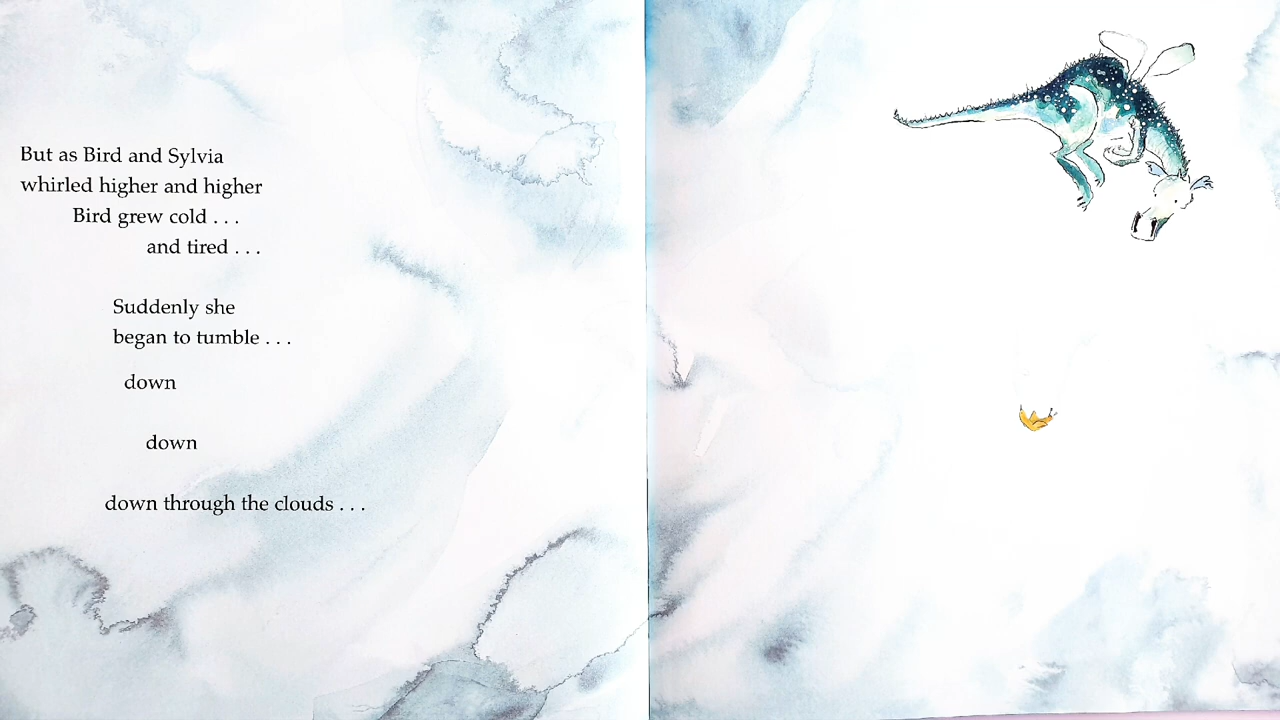 But as Bird and Sylvia
whirled higher and higher
Bird grew cold . . .
and tired . . .
Suddenly she
began to tumble . . .
down
down
down through the clouds . . .